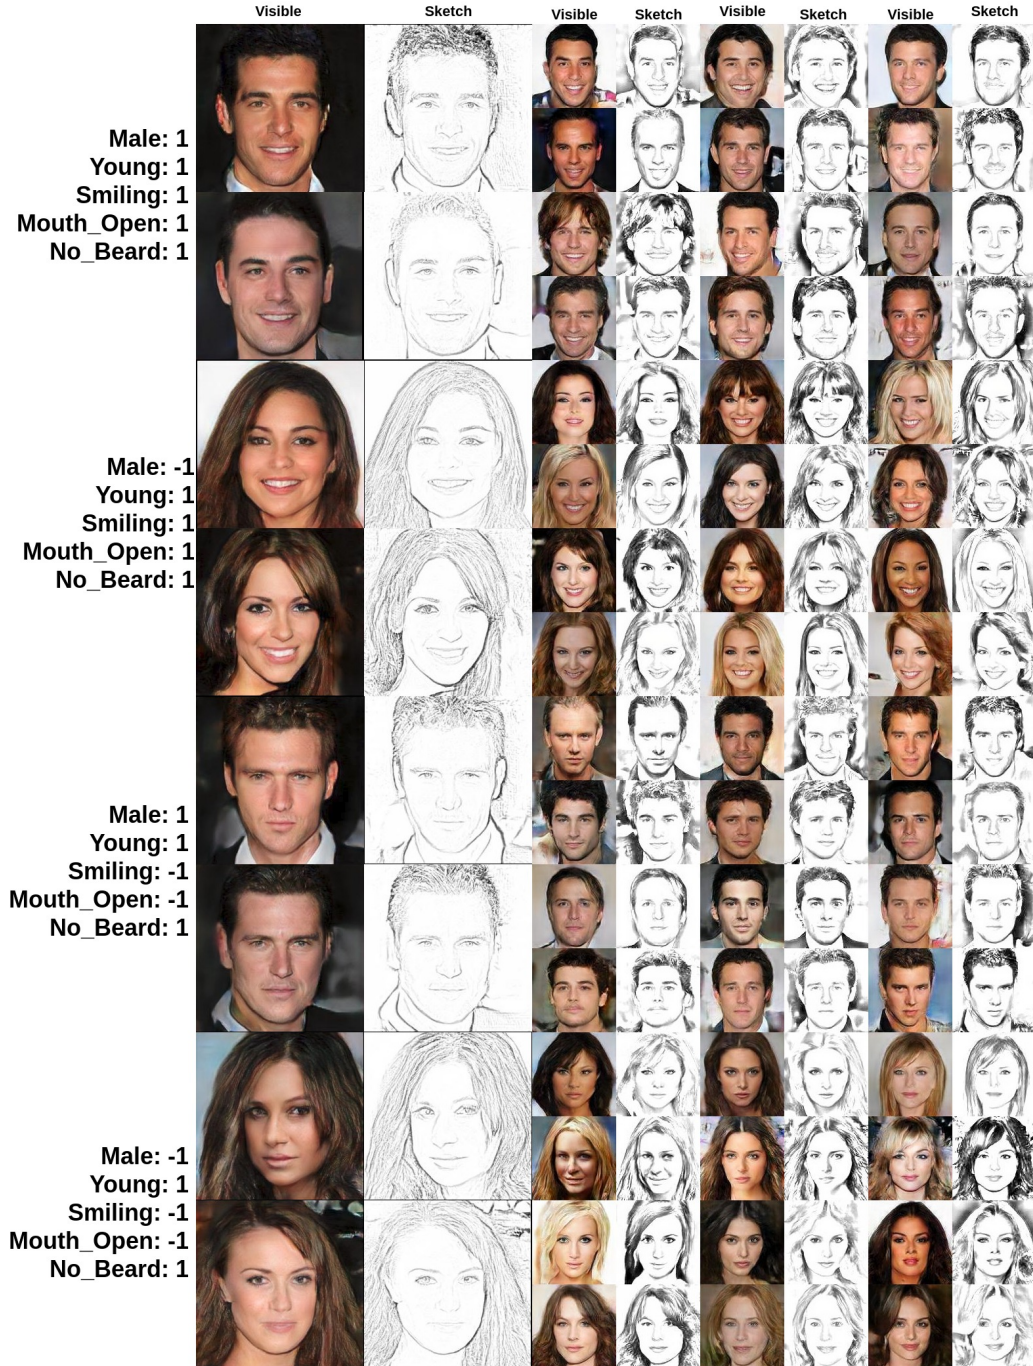 Visible Sketch Visible Sketch Visible Sketch Visible Sketch
Male: 1
Young: 1
Smiling: 1
Mouth_Open: 1
No_Beard: 1
Male: -1
Young: 1
Smiling: 1
Mouth_Open: 1
No_Beard: 1
Male: 1
Young: 1
Smiling: -1
Mouth_Open: -1
No_Beard: 1
Male: -1
Young: 1
Smiling: -1
Mouth_Open: -1
No_Beard: 1